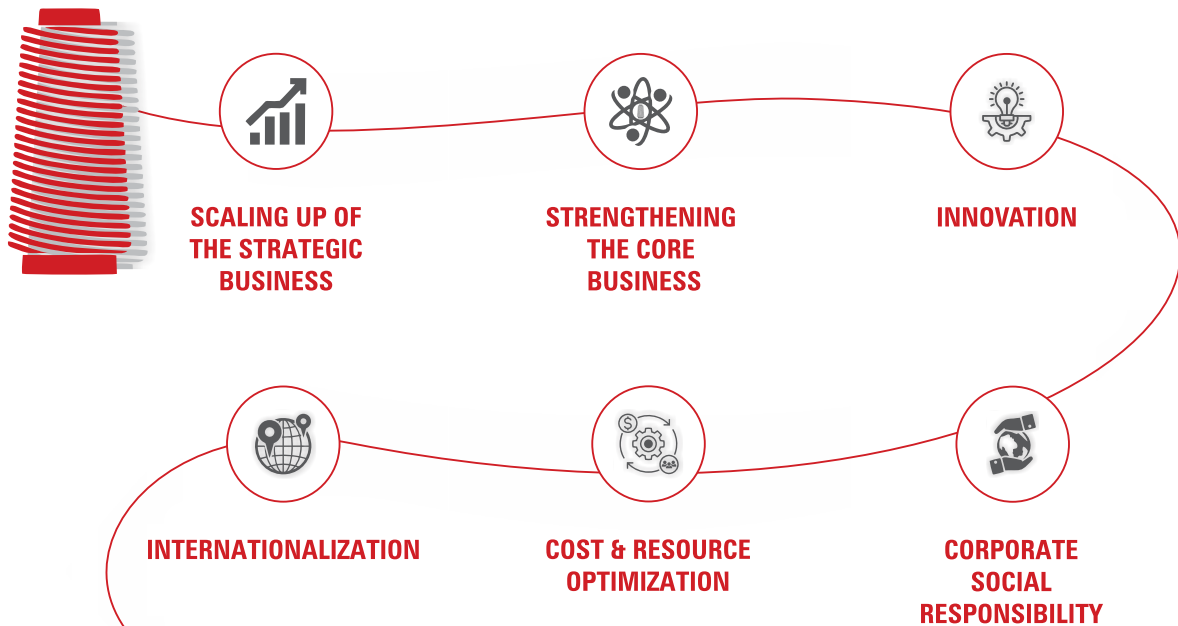 SCALING UP OF
THE STRATEGIC
BUSINESS
STRENGTHENING
THE CORE
BUSINESS
INNOVATION
INTERNATIONALIZATION
COST & RESOURCE
OPTIMIZATION
CORPORATE
SOCIAL
RESPONSIBILITY
$